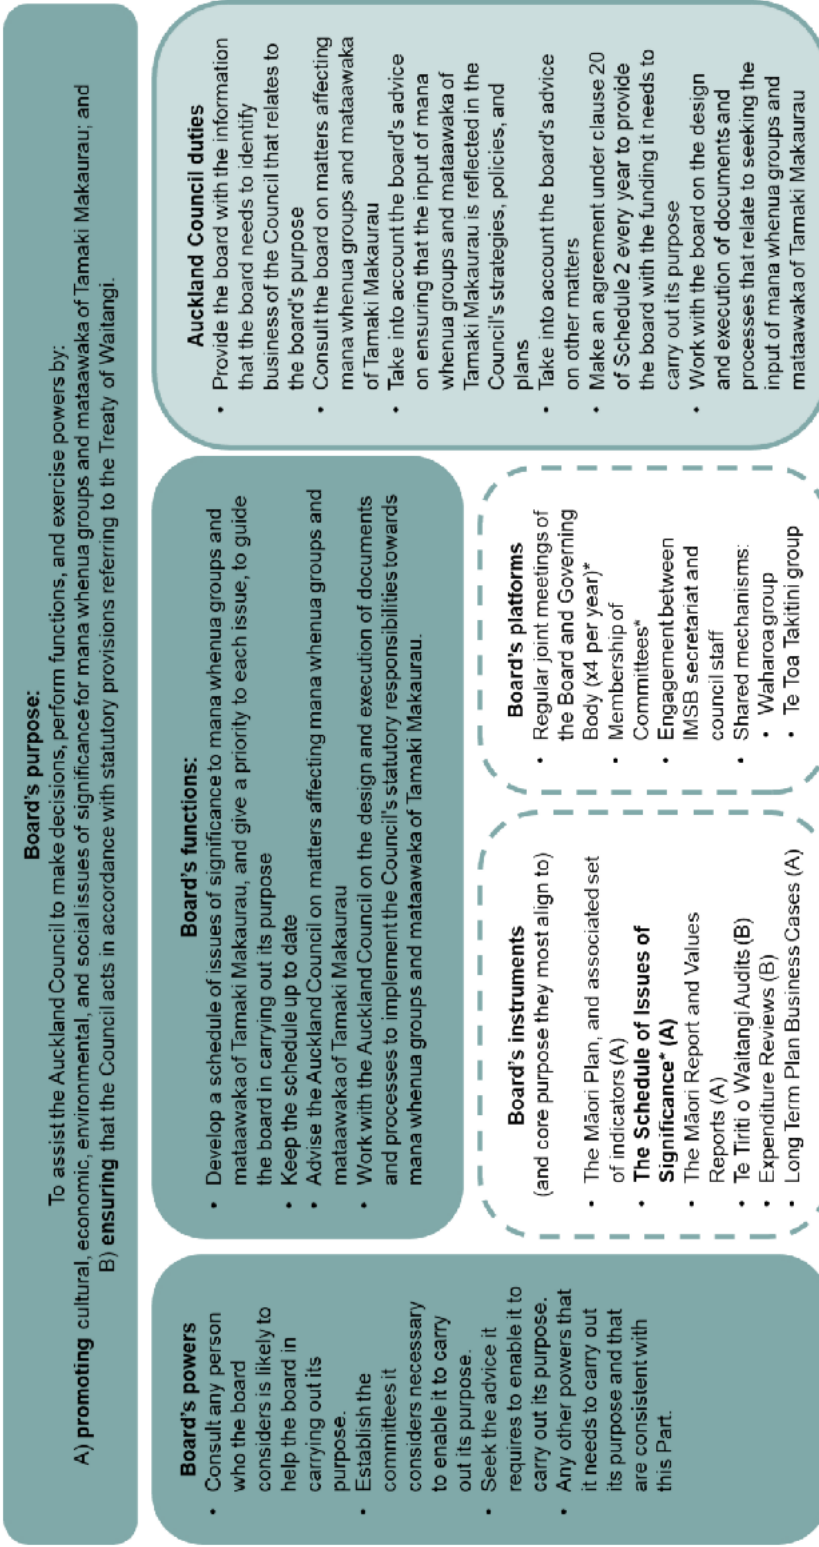 Board's purpose:
To assist the Auckland Council to make decisions, perform functions, and exercise powers by:
A) promoting cultural, economic, environmental, and social issues of significance for mana whenua groups and mataawaka of Tamaki Makaurau; and
B) ensuring that the Council acts in accordance with statutory provisions referring to the Treaty of Waitangi.
Board's powers
• Consult any person
who the board
considers is likely to
help the board in
carrying out its
purpose.
• Establish the
committees it
considers necessary
to enable it to carry
out its purpose.
• Seek the advice it
requires to enable it to
carry out its purpose.
• Any other powers that
it needs to carry out
its purpose and that
are consistent with
this Part.
Board's functions:
• Develop a schedule of issues of significance to mana whenua groups and
mataawaka of Tamaki Makaurau, and give a priority to each issue, to guide
the board in carrying out its purpose
• Keep the schedule up to date
• Advise the Auckland Council on matters affecting mana whenua groups and
mataawaka of Tamaki Makaurau
• Work with the Auckland Council on the design and execution of documents
and processes to implement the Council's statutory responsibilities towards
mana whenua groups and mataawaka of Tamaki Makaurau.
Board's instruments
(and core purpose they most align to)
• The Māori Plan, and associated set
of indicators (A)
• The Schedule of Issues of
Significance* (A)
• The Māori Report and Values
Reports (A)
• Te Tiriti o Waitangi Audits (B)
• Expenditure Reviews (B)
• Long Term Plan Business Cases (A)
Board's platforms
• Regular joint meetings of
the Board and Governing
Body (x4 per year)*
• Membership of
Committees*
• Engagement between
IMSB secretariat and
council staff
• Shared mechanisms:
• Waharoa group
• Te Toa Takitini group
Auckland Council duties
• Provide the board with the information
that the board needs to identify
business of the Council that relates to
the board's purpose
• Consult the board on matters affecting
mana whenua groups and mataawaka
of Tamaki Makaurau
• Take into account the board's advice
on ensuring that the input of mana
whenua groups and mataawaka of
Tamaki Makaurau is reflected in the
Council's strategies, policies, and
plans
• Take into account the board's advice
on other matters
• Make an agreement under clause 20
of Schedule 2 every year to provide
the board with the funding it needs to
carry out its purpose
• Work with the board on the design
and execution of documents and
processes that relate to seeking the
input of mana whenua groups and
mataawaka of Tamaki Makaurau